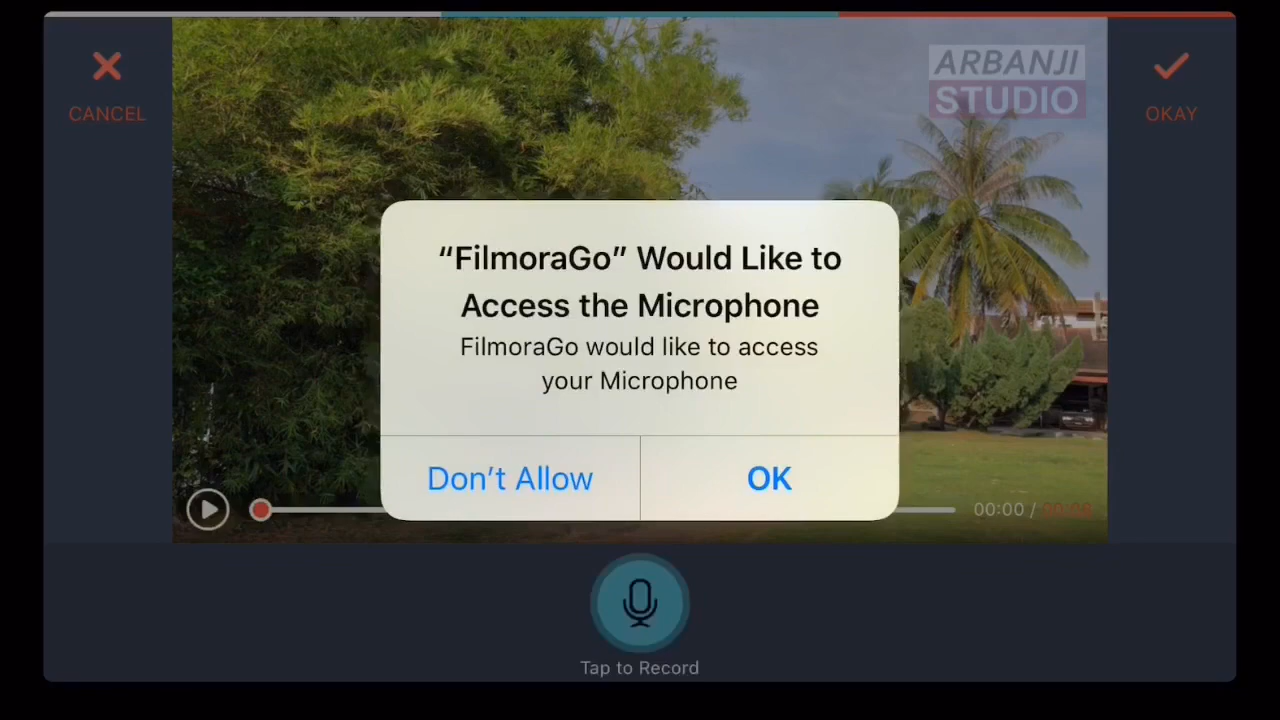 CANCEL
ARBANJI
STUDIO
OKAY
“FilmoraGo” Would Like to
Access the Microphone
FilmoraGo would like to access
your Microphone
Don’t Allow
OK
00:00 /
Tap to Record